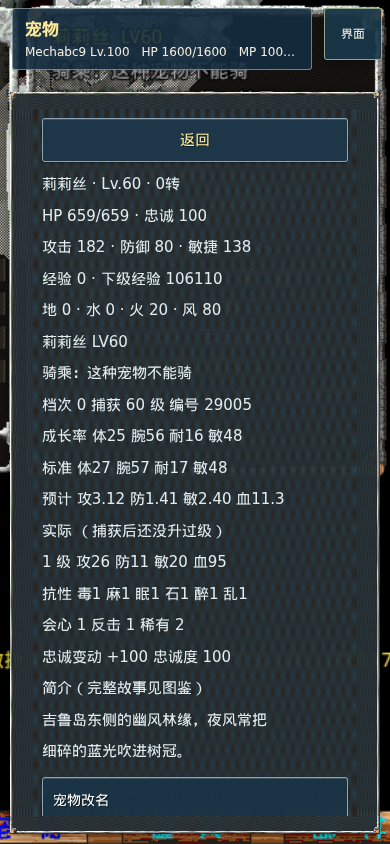 宠物
Mechabc9 Lv.100 HP 1600/1600 MP 100...
界面
骑乘：这种宠物不能骑
返回
莉莉丝 · Lv.60 · 0转
HP 659/659 · 忠诚 100
攻击 182 · 防御 80 · 敏捷 138
经验 0 · 下级经验 106110
地 0 · 水 0 · 火 20 · 风 80
莉莉丝 LV60
骑乘：这种宠物不能骑
档次 0 捕获 60 级 编号 29005
成长率 体25 腕56 耐16 敏48
标准 体27 腕57 耐17 敏48
预计 攻3.12 防1.41 敏2.40 血11.3
实际（捕获后还没升过级）
1 级 攻26 防11 敏20 血95
抗性 毒1 麻1 眠1 石1 醉1 乱1
会心 1 反击 1 稀有 2
忠诚变动 +100 忠诚度 100
简介（完整故事见图鉴）
吉鲁岛东侧的幽风林缘，夜风常把
细碎的蓝光吹进树冠。
宠物改名